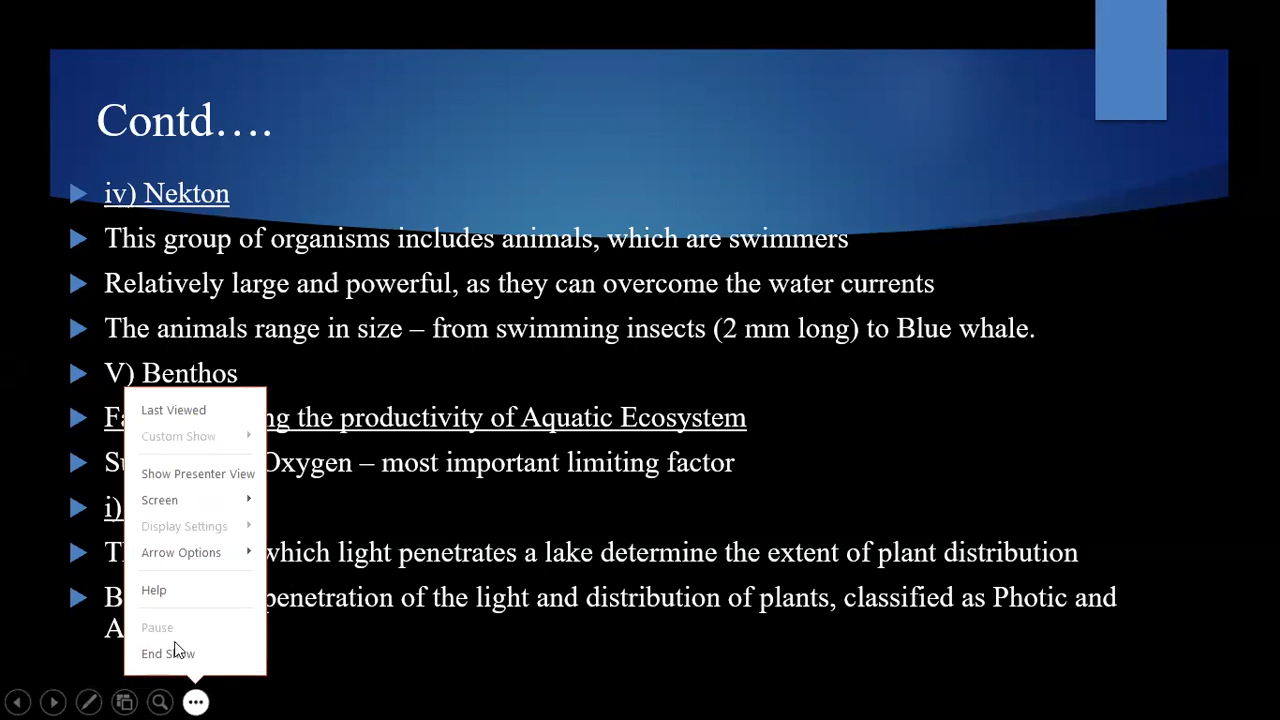 Contd….
iv) Nekton
This group of organisms includes animals, which are swimmers
Relatively large and powerful, as they can overcome the water currents
The animals range in size – from swimming insects (2 mm long) to Blue whale.
V) Benthos
the productivity of Aquatic Ecosystem
Oxygen – most important limiting factor
i)
which light penetrates a lake determine the extent of plant distribution
penetration of the light and distribution of plants, classified as Photic and
Last Viewed
Custom Show
Show Presenter View
Screen
Display Settings
Arrow Options
Help
Pause
End Show